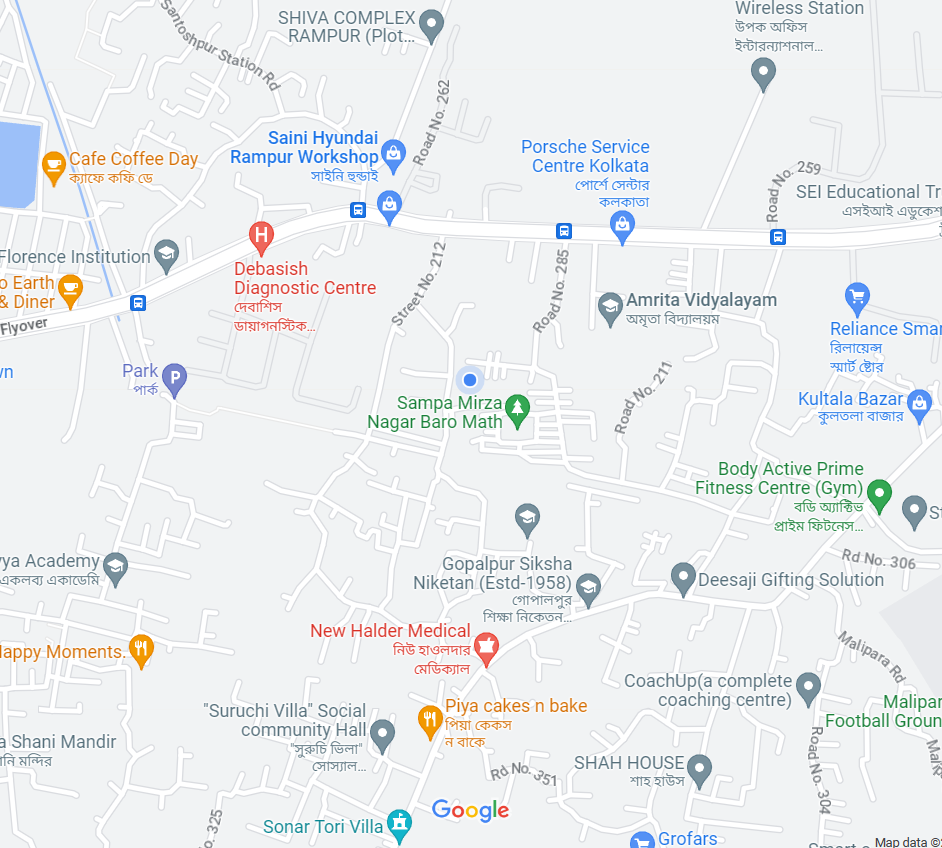 Santoshpur Station Rd
SHIVA COMPLEX
RAMPUR (Plot...
Wireless Station
উপক অফিস
ইন্টারন্যাশনাল...
Road No. 262
Saini Hyundai
Rampur Workshop
সাইনি হুন্ডাই
Cafe Coffee Day
ক্যাফে কফি ডে
Porsche Service
Centre Kolkata
পোর্শে সেন্টার
কলকাতা
Road No. 259
SEI Educational Tr
এসইআই এডুকেশ
Florence Institution
Debasish
Diagnostic Centre
দেবাশিস
ডায়াগনস্টিক...
o Earth
& Diner
Flyover
Street No. 212
Road No. 285
Amrita Vidyalayam
অমৃতা বিদ্যালয়ম
Reliance Smar
রিলায়েন্স
স্মার্ট ষ্টোর
wn
Park
পার্ক
Sampa Mirza
Nagar Baro Math
Road No. 211
Kultala Bazar
কুলতলা বাজার
Body Active Prime
Fitness Centre (Gym)
বডি অ্যাক্টিভ
প্রাইম ফিটনেস...
St
Rd No. 306
vya Academy
একলব্য একাডেমি
Gopalpur Siksha
Niketan (Estd-1958)
গোপালপুর
শিক্ষা নিকেতন...
Deesaji Gifting Solution
New Halder Medical
নিউ হাওলদার
মেডিক্যাল
Happy Moments.
Malipara Rd
CoachUp(a complete
coaching centre)
Malipar
Football Groun
"Suruchi Villa" Social
community Hall
"সুরুচি ভিলা"
সোস্যাল...
Piya cakes n bake
পিয়া কেকস
ন বাকে
a Shani Mandir
নি মন্দির
Rd No. 351
SHAH HOUSE
শাহ হাউস
Road No. 304
No. 325
Google
Sonar Tori Villa
Grofars
Map data ©